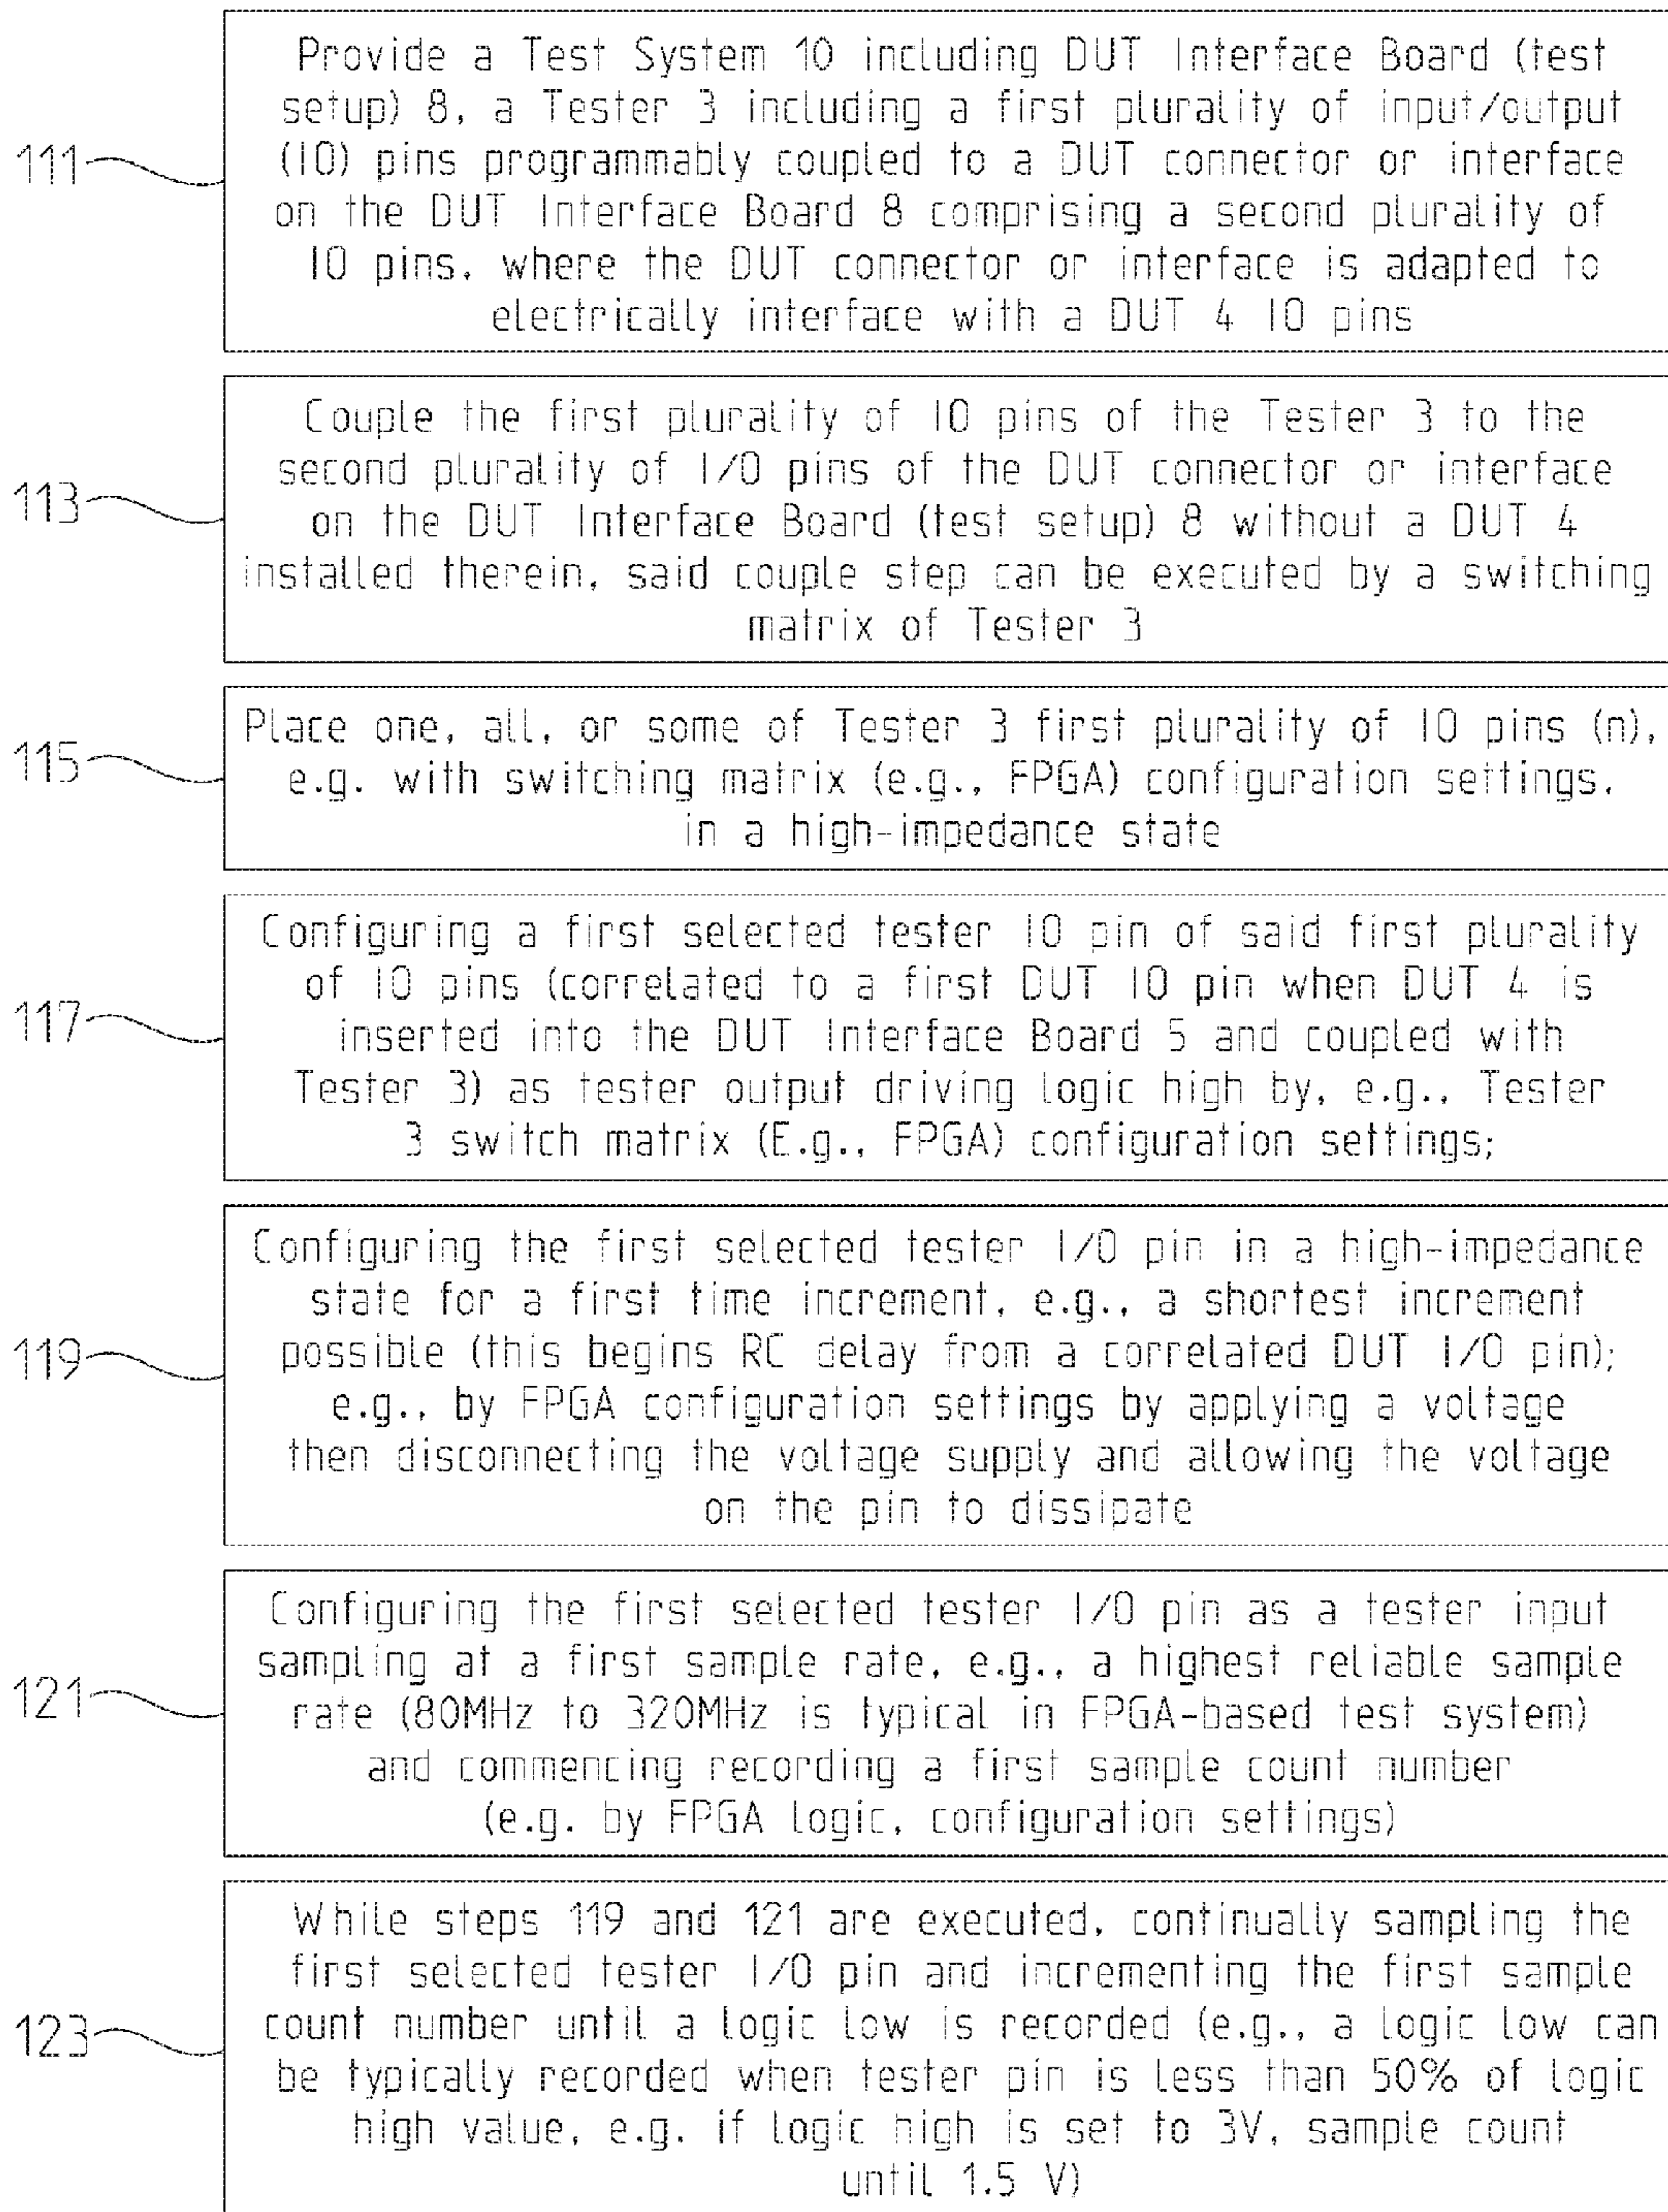 111
Provide a Test System 10 including DUT Interface Board (test
setup) 8, a Tester 3 including a first plurality of input/output
(IO) pins programmably coupled to a DUT connector or interface
on the DUT Interface Board 8 comprising a second plurality of
IO pins, where the DUT connector or interface is adapted to
electrically interface with a DUT 4 IO pins
113
Couple the first plurality of IO pins of the Tester 3 to the
second plurality of I/O pins of the DUT connector or interface
on the DUT Interface Board (test setup) 8 without a DUT 4
installed therein, said couple step can be executed by a switching
matrix of Tester 3
115
Place one, all, or some of Tester 3 first plurality of IO pins (n),
e.g. with switching matrix (e.g., FPGA) configuration settings,
in a high-impedance state
117
Configuring a first selected tester IO pin of said first plurality
of IO pins (correlated to a first DUT IO pin when DUT 4 is
inserted into the DUT Interface Board 5 and coupled with
Tester 3) as tester output driving logic high by, e.g., Tester
3 switch matrix (E.g., FPGA) configuration settings;
119
Configuring the first selected tester I/O pin in a high-impedance
state for a first time increment, e.g., a shortest increment
possible (this begins RC delay from a correlated DUT I/O pin);
e.g., by FPGA configuration settings by applying a voltage
then disconnecting the voltage supply and allowing the voltage
on the pin to dissipate
121
Configuring the first selected tester I/O pin as a tester input
sampling at a first sample rate, e.g., a highest reliable sample
rate (80MHz to 320MHz is typical in FPGA-based test system)
and commencing recording a first sample count number
(e.g. by FPGA logic, configuration settings)
123
While steps 119 and 121 are executed, continually sampling the
first selected tester I/O pin and incrementing the first sample
count number until a logic low is recorded (e.g., a logic low can
be typically recorded when tester pin is less than 50% of logic
high value, e.g. if logic high is set to 3V, sample count
until 1.5 V)